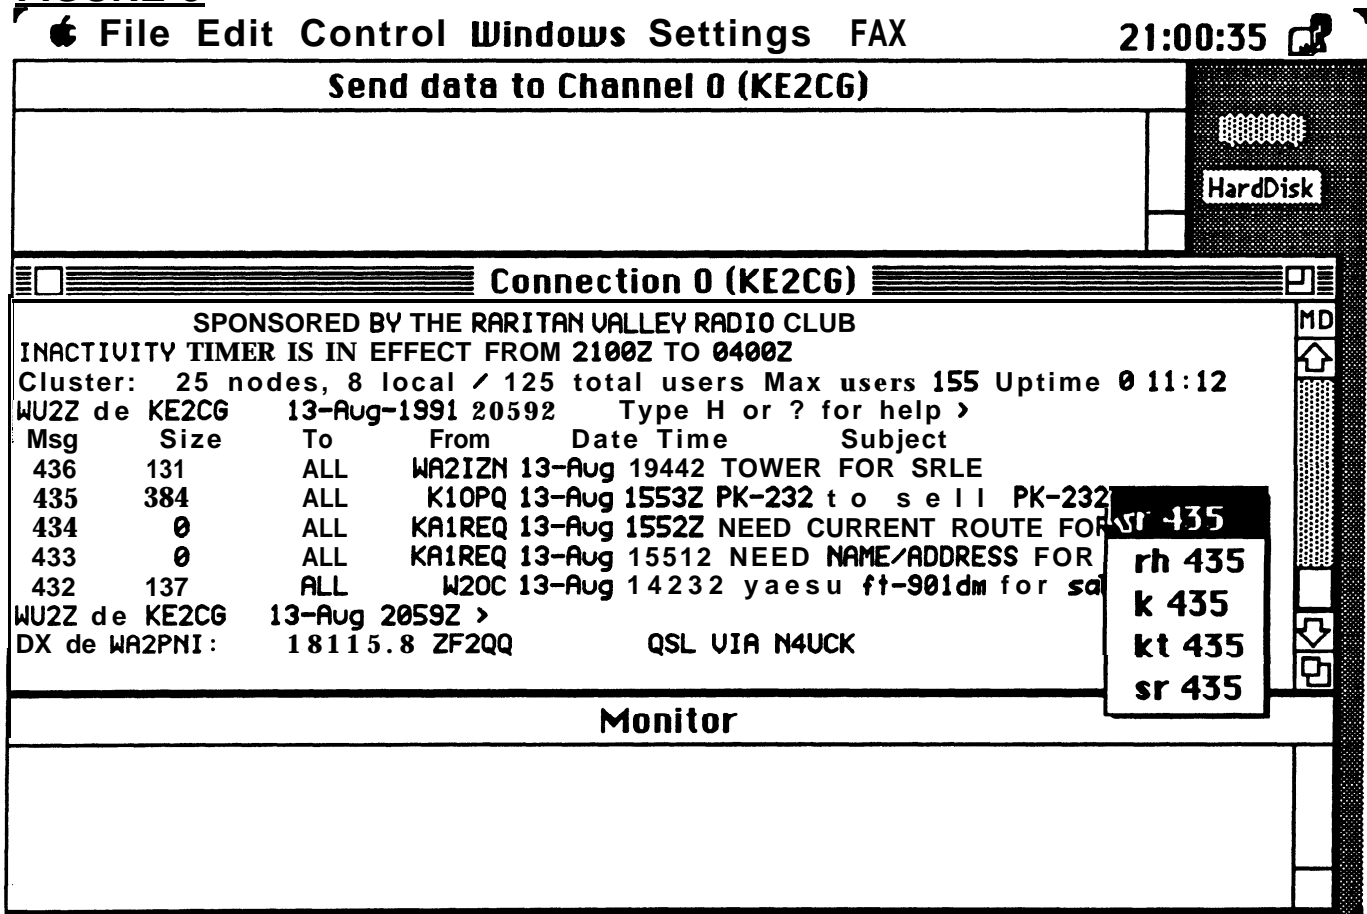 File Edit Control Windows Settings FAX 21:00:35
Send data to Channel 0 (KE2CG)
HardDisk
Connection 0 (KE2CG)
MD
SPONSORED BY THE RARITAN VALLEY RADIO CLUB
INACTIVITY TIMER IS IN EFFECT FROM 2100Z TO 0400Z
Cluster: 25 nodes, 8 local / 125 total users Max users 155 Uptime 0 11:12
WU2Z de KE2CG 13-Aug-1991 20592 Type H or ? for help >
Msg Size To From Date Time Subject
436 131 ALL WA2IZN 13-Aug 19442 TOWER FOR SRLE
435 384 ALL K1OPQ 13-Aug 1553Z PK-232 to sell PK-232
434 0 ALL KA1REQ 13-Aug 1552Z NEED CURRENT ROUTE FOR
433 0 ALL KA1REQ 13-Aug 15512 NEED NAME/ADDRESS FOR
432 137 ALL W2OC 13-Aug 14232 yaesu ft-901dm for sal
WU2Z de KE2CG 13-Aug 2059Z >
DX de WA2PNI: 18115.8 ZF2QQ QSL VIA N4UCK
435
rh 435
k 435
kt 435
sr 435
Monitor